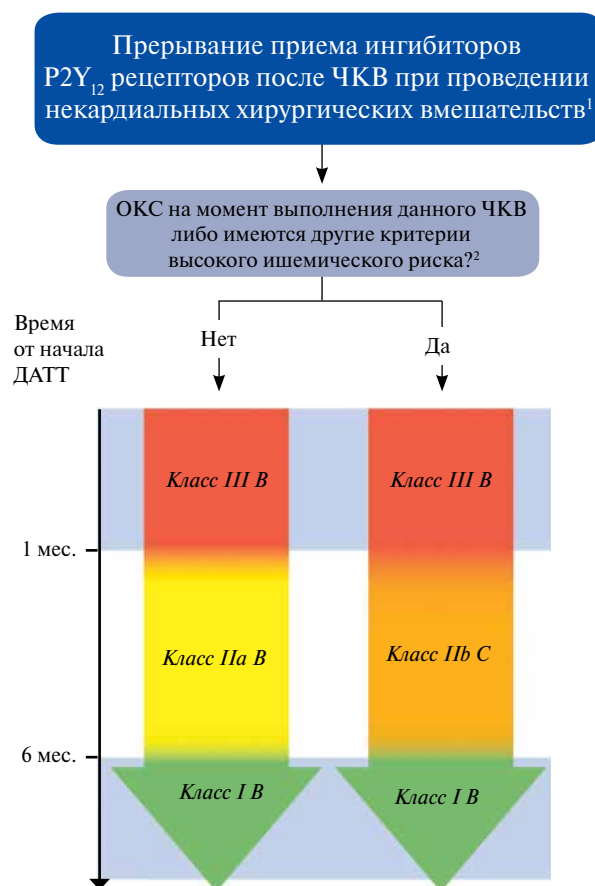 Прерывание приема ингибиторов
P2Y₁₂ рецепторов после ЧКВ при проведении
некардиальных хирургических вмешательств¹
ОКС на момент выполнения данного ЧКВ
либо имеются другие критерии
высокого ишемического риска?²
Время
от начала
ДАТТ
Нет
Да
Класс III B
Класс III B
1 мес.
Класс IIa B
Класс IIb C
6 мес.
Класс I B
Класс I B